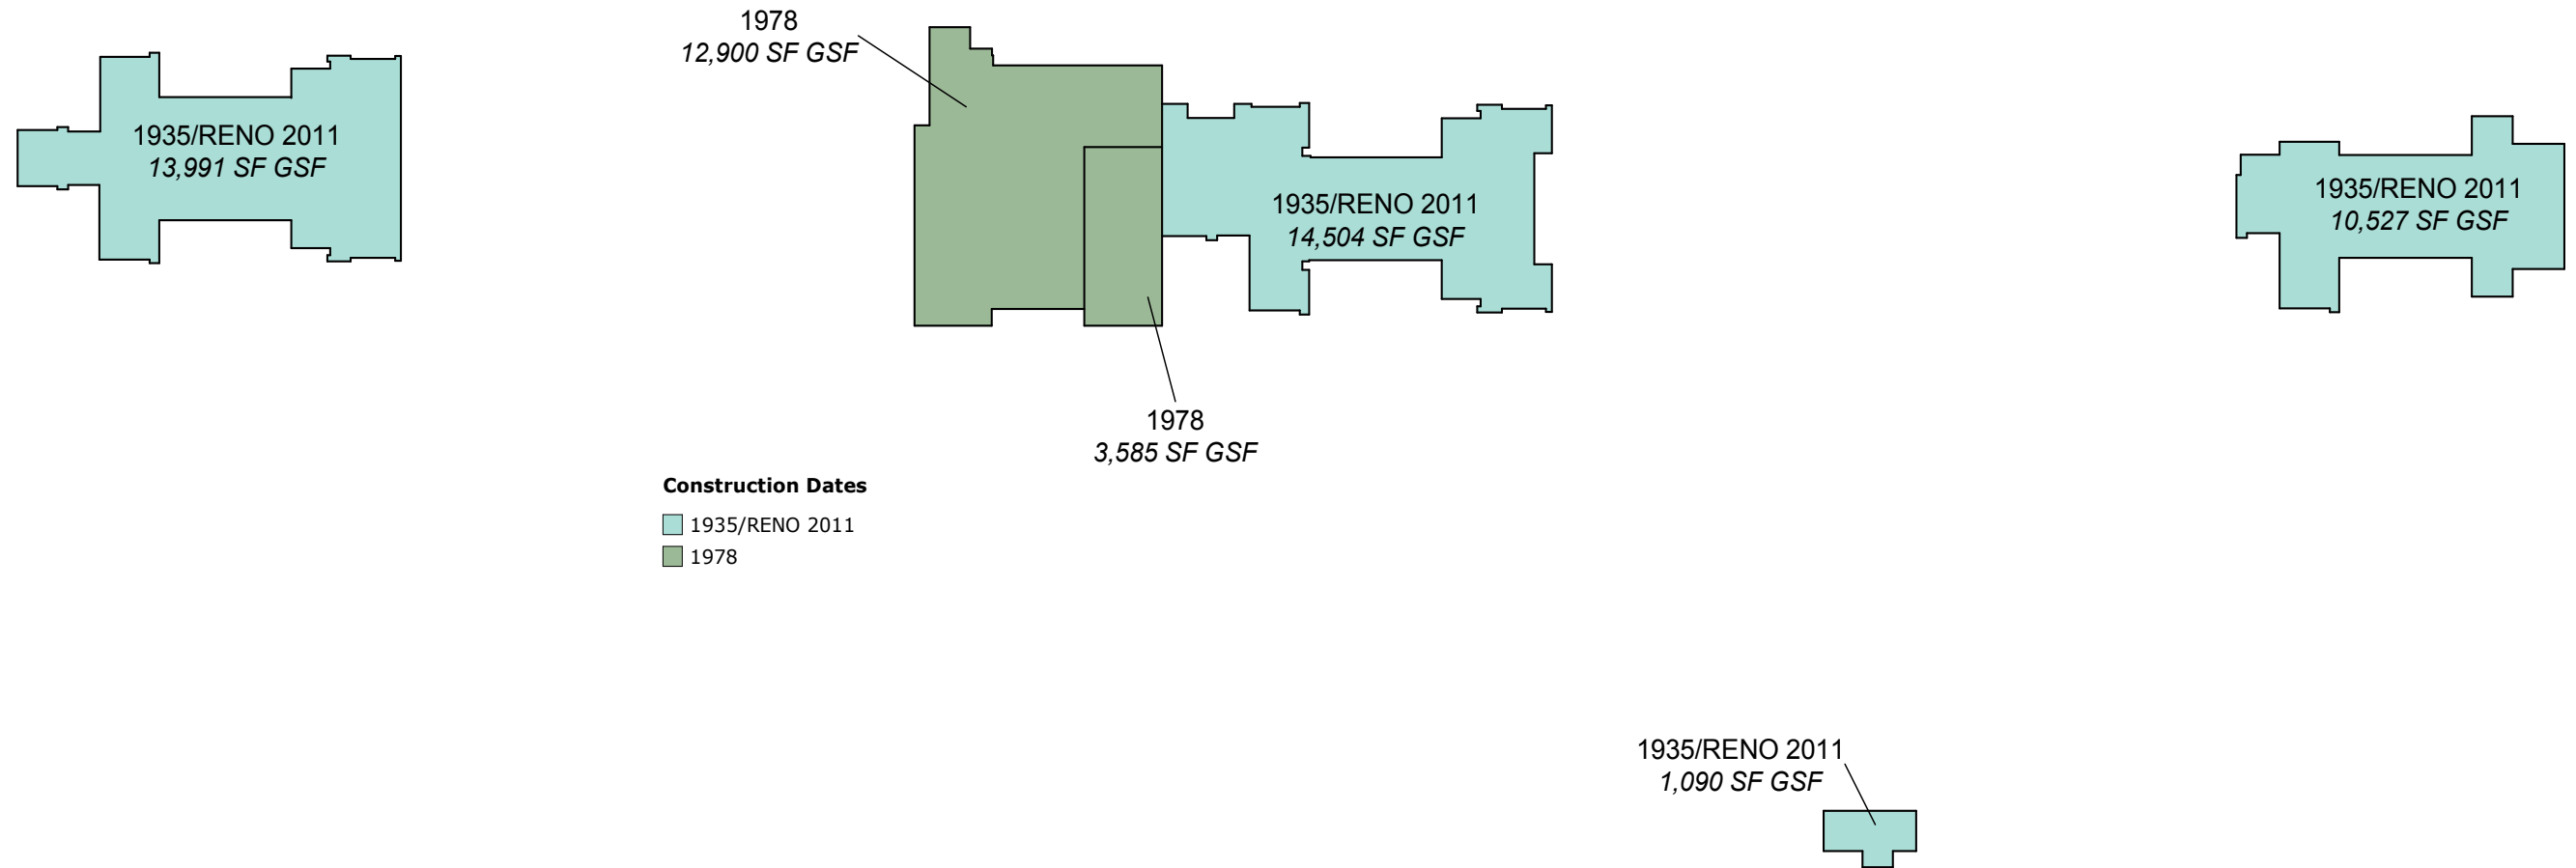 1978
12,900 SF GSF
1935/RENO 2011
13,991 SF GSF
1935/RENO 2011
14,504 SF GSF
1935/RENO 2011
10,527 SF GSF
1978
3,585 SF GSF
Construction Dates
1935/RENO 2011
1978
1935/RENO 2011
1,090 SF GSF